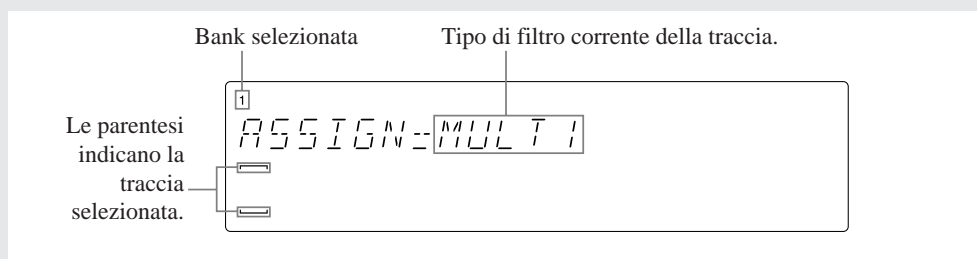 Bank selezionata
Tipo di filtro corrente della traccia.
1
ASSIGN=MULTI
Le parentesi
indicano la
traccia
selezionata.